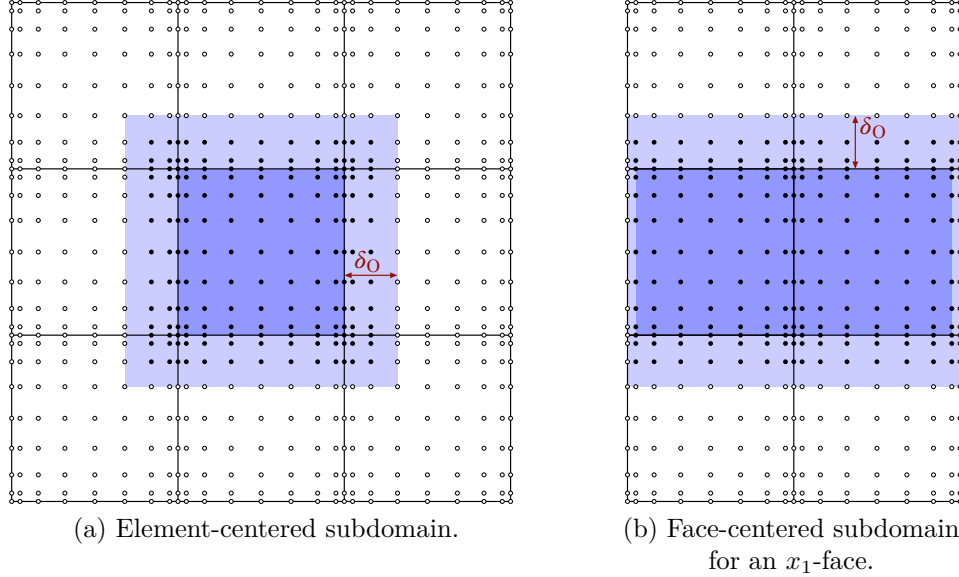 δO
δO
(a) Element-centered subdomain.
(b) Face-centered subdomain
for an x1-face.